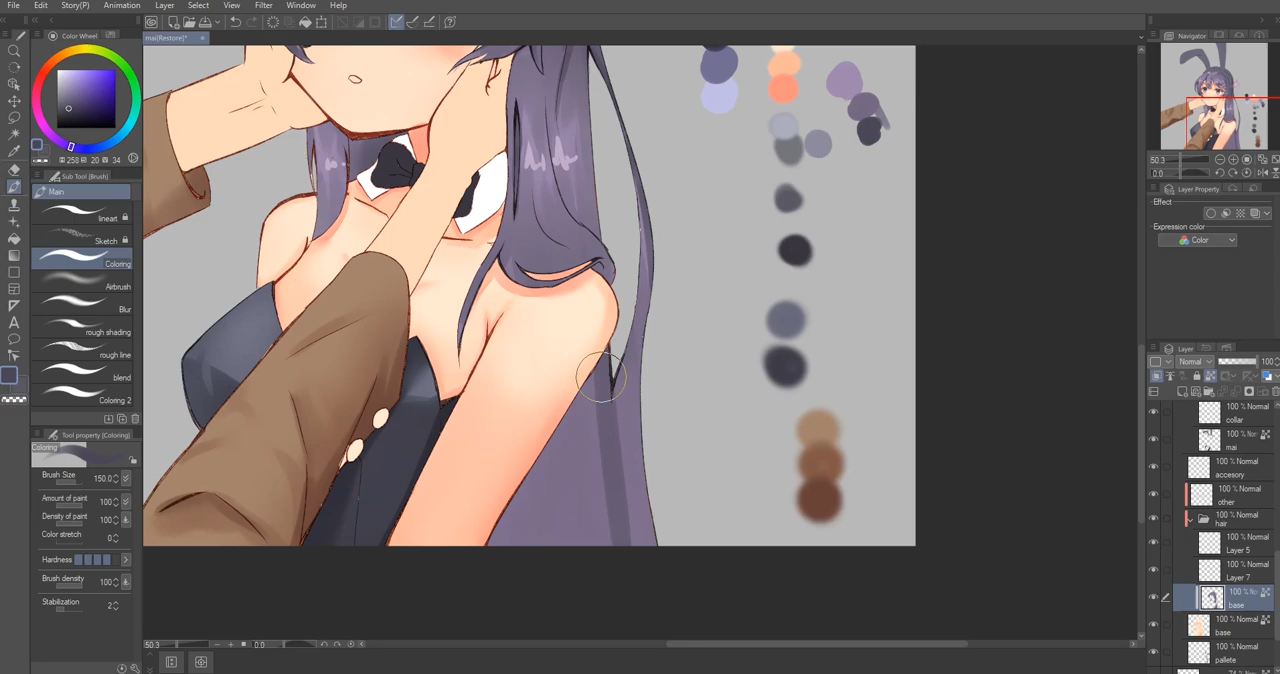 File Edit Story(P) Animation Layer Select View Filter Window Help
Color Wheel
mai[Restore]*
Navigator
258 20 34
50.3
0.0
Sub Tool (Brush)
Main
lineart
Sketch
Coloring
Airbrush
Blur
rough shading
rough line
blend
Coloring 2
Layer Property
Effect
Expression color
Color
Tool property [Coloring]
Coloring
Brush Size 150.0
Amount of paint 100
Density of paint 100
Color stretch 0
Hardness
Brush density 100
Stabilization 2
Layer
Normal 100
100 % Normal
collar
100 % Nor
mai
100 % Normal
accesory
100 % Normal
other
100 % Normal
hair
100 % Normal
Layer 5
100 % Normal
Layer 7
100 % No
base
100 % Normal
base
100 % Normal
pallete
74 % Normal
50.3 0.0